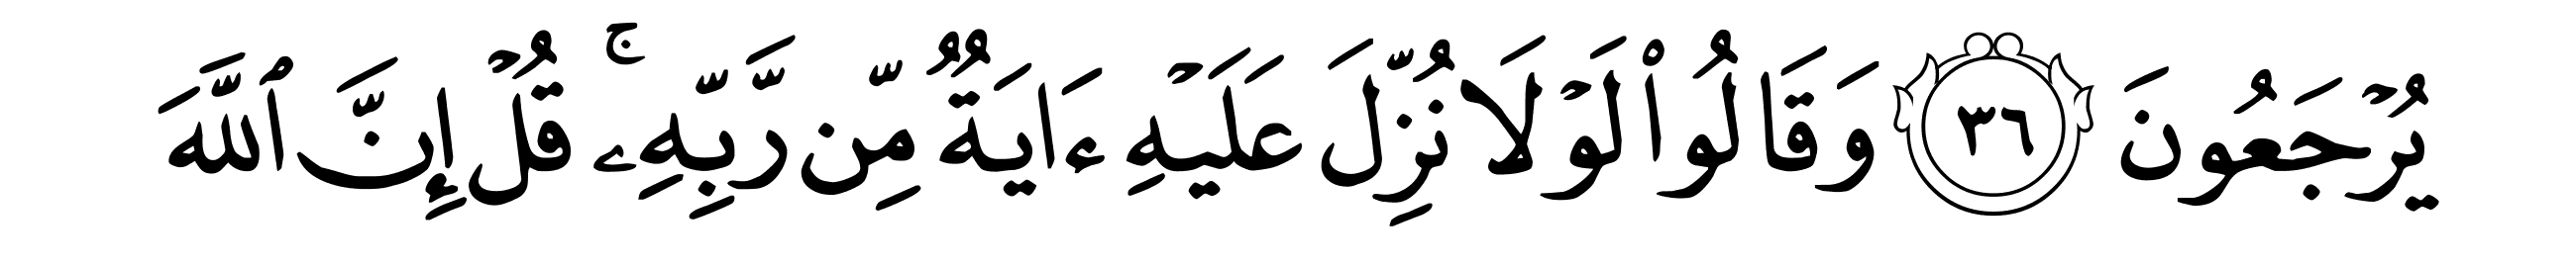 يُرۡجَعُونَ ٣٦ وَقَالُواْ لَوۡلَا نُزِّلَ عَلَيۡهِ ءَايَةٌ مِّن رَّبِّهِۦۚ قُلۡ إِنَّ ٱللَّهَ